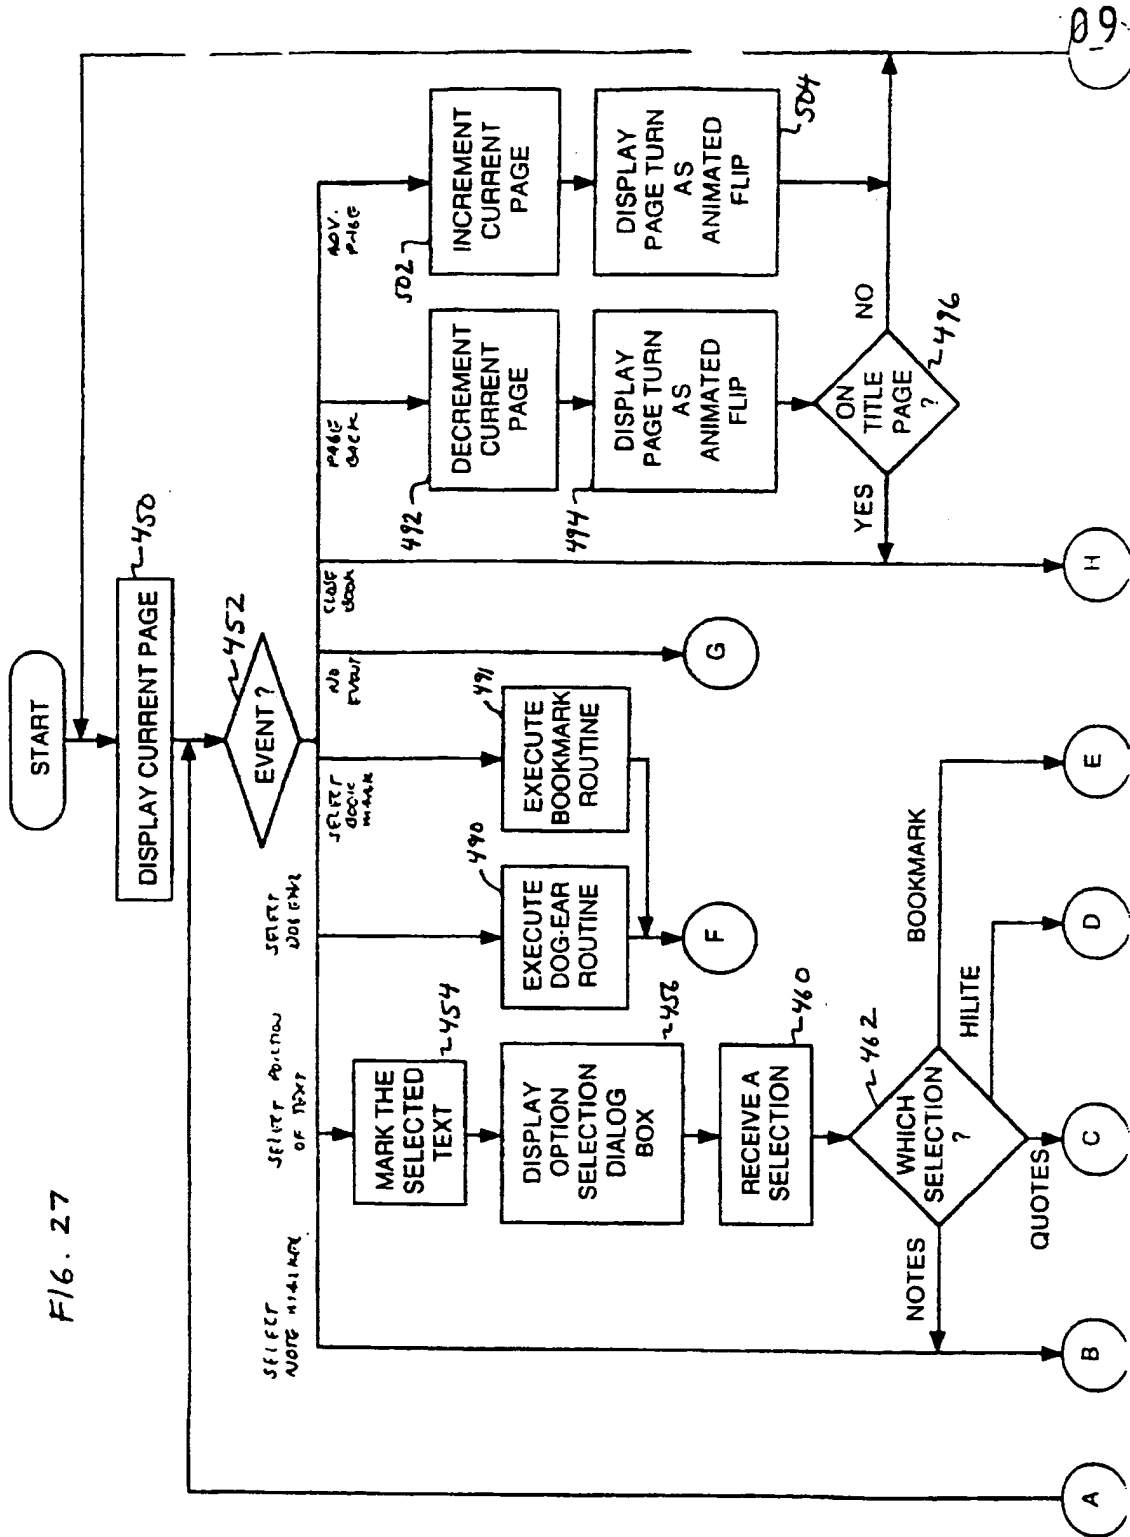 FIG. 27
START
DISPLAY CURRENT PAGE
450
EVENT ?
452
SELECT
NOTE MARKER
SELECT PORTION
OF TEXT
SELECT
DOG EAR
SELECT
BOOK
MARK
NO
EVENT
CLOSE
BOOK
PAGE
BACK
ADV.
PAGE
MARK THE
SELECTED
TEXT
454
DISPLAY
OPTION
SELECTION
DIALOG
BOX
456
RECEIVE A
SELECTION
460
WHICH
SELECTION
?
462
NOTES
QUOTES
HILITE
BOOKMARK
490
EXECUTE
DOG-EAR
ROUTINE
491
EXECUTE
BOOKMARK
ROUTINE
F
G
492
DECREMENT
CURRENT
PAGE
494
DISPLAY
PAGE TURN
AS
ANIMATED
FLIP
ON
TITLE
PAGE
?
496
YES
NO
502
INCREMENT
CURRENT
PAGE
DISPLAY
PAGE TURN
AS
ANIMATED
FLIP
504
A
B
C
D
E
H